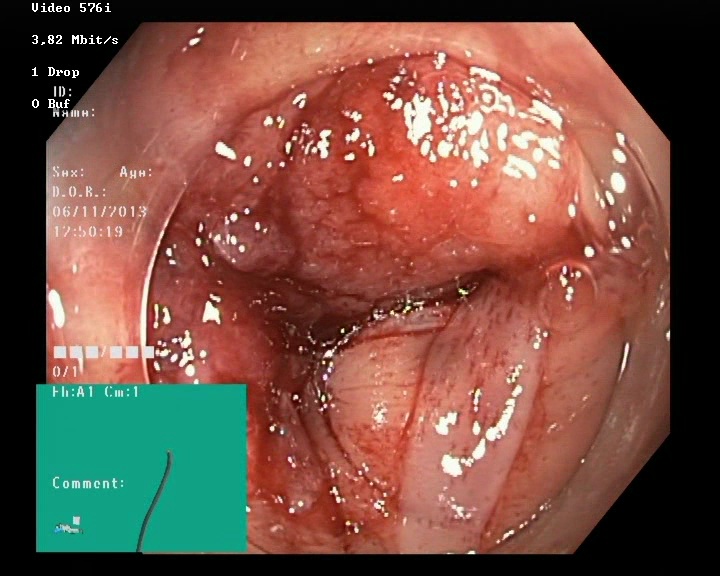 Video 576i
3,82 Mbit/s
1 Drop
ID:
0 Buf
Name:
Sex: Age:
D.O.B.:
06/11/2013
12:50:19
0/1
Eh:A1 Cm:1
Comment: